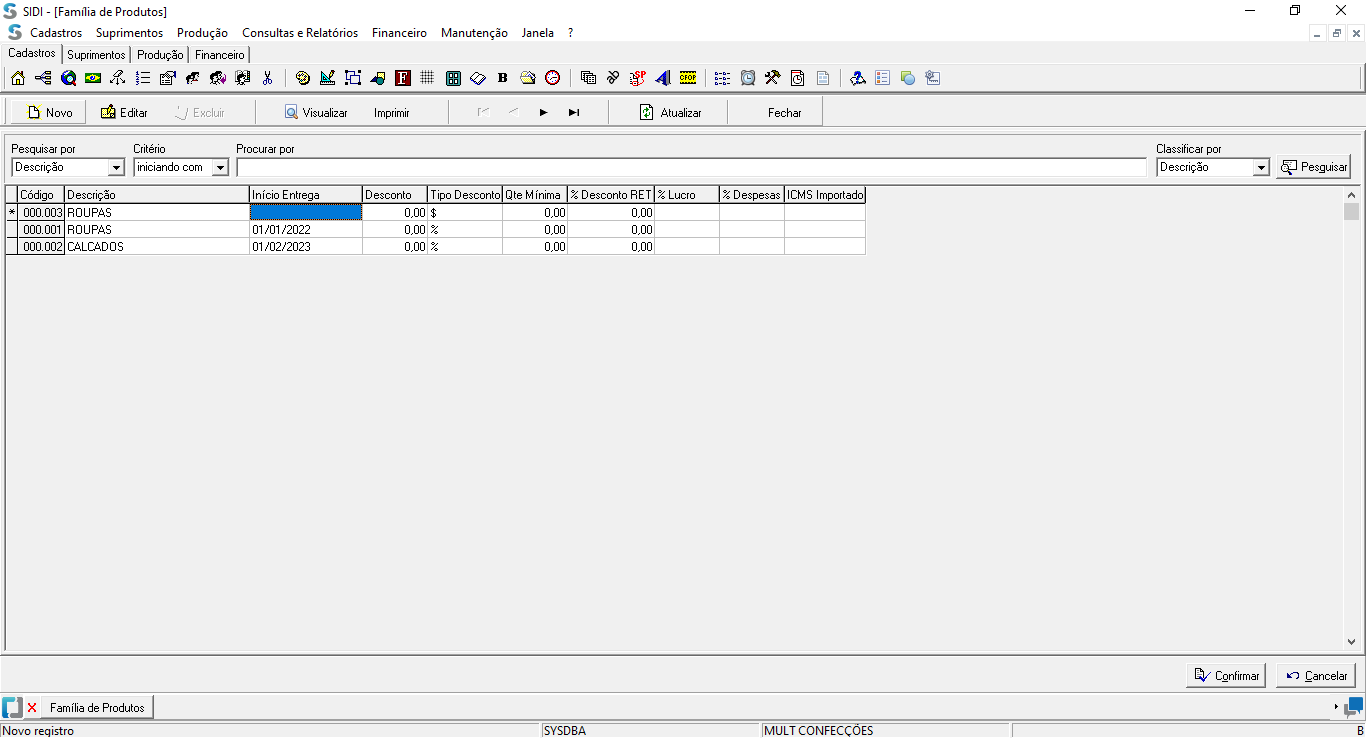 SIDI - [Família de Produtos]
Cadastros Suprimentos Produção Consultas e Relatórios Financeiro Manutenção Janela ?
Cadastros Suprimentos Produção Financeiro
F B SP CFOP
Novo Editar Excluir Visualizar Imprimir Atualizar Fechar
Pesquisar por Critério Procurar por Classificar por
Descrição iniciando com Descrição Pesquisar
Código Descrição Início Entrega Desconto Tipo Desconto Qte Mínima % Desconto RET % Lucro % Despesas ICMS Importado
* 000.003 ROUPAS 0,00 $ 0,00 0,00
000.001 ROUPAS 01/01/2022 0,00 % 0,00 0,00
000.002 CALCADOS 01/02/2023 0,00 % 0,00 0,00
Confirmar Cancelar
Família de Produtos
Novo registro SYSDBA MULT CONFECÇÕES B